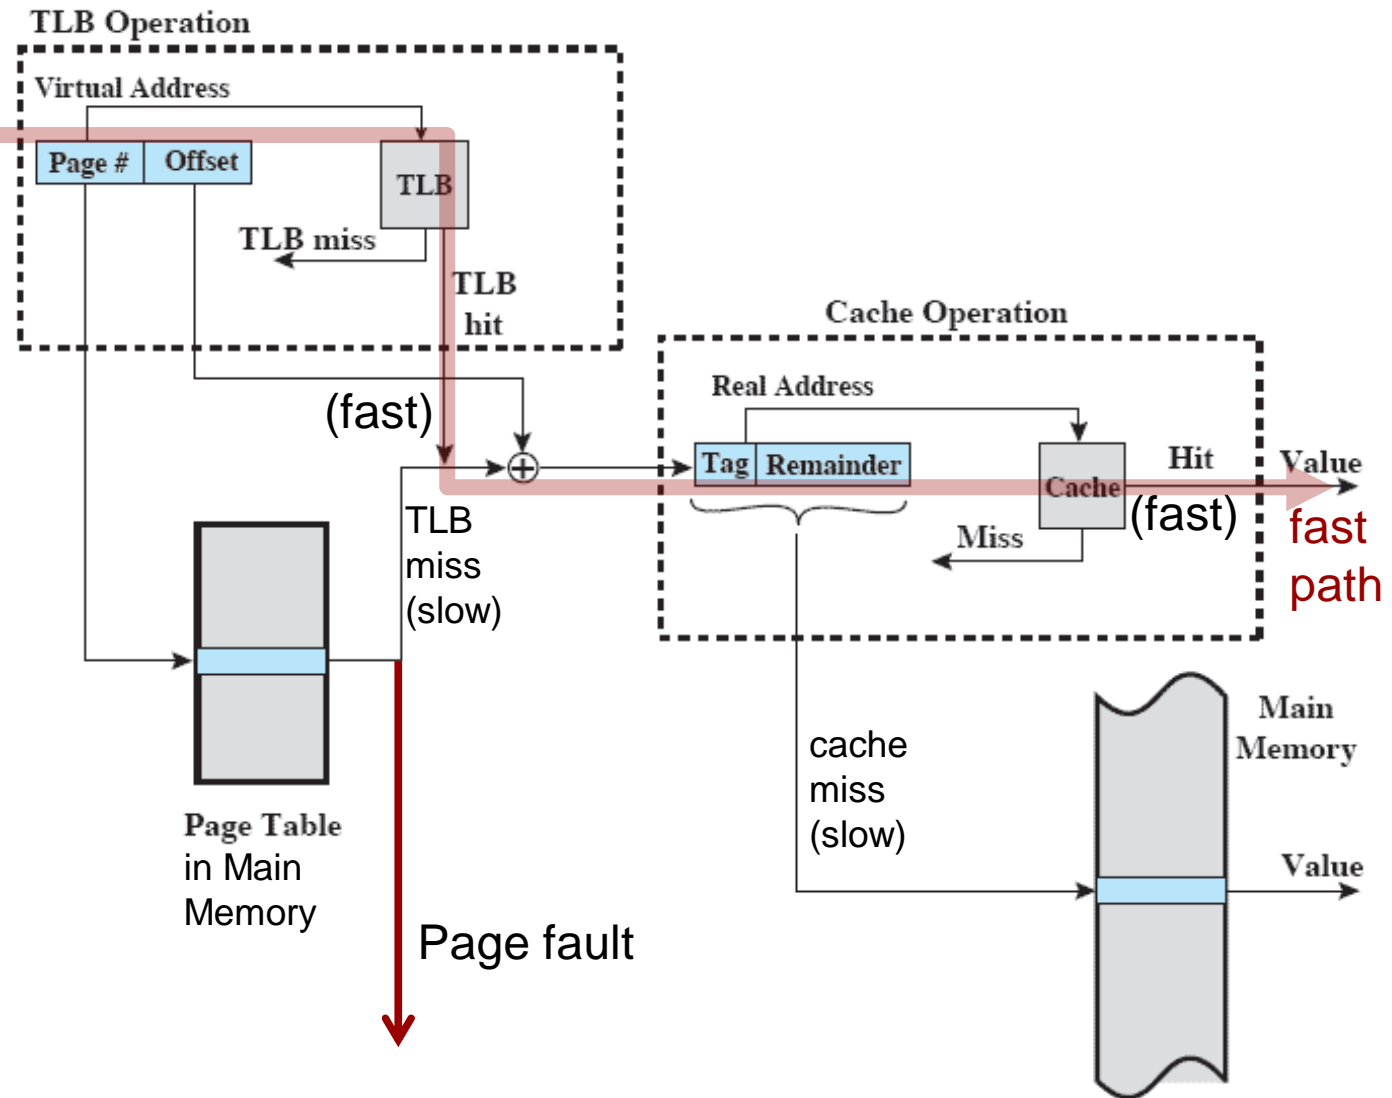 TLB Operation
Virtual Address
Page #
Offset
TLB
TLB miss
TLB
hit
(fast)
Cache Operation
Real Address
Tag
Remainder
Cache
Hit
(fast)
Value
fast
path
Miss
TLB
miss
(slow)
Page Table
in Main
Memory
Page fault
cache
miss
(slow)
Main
Memory
Value